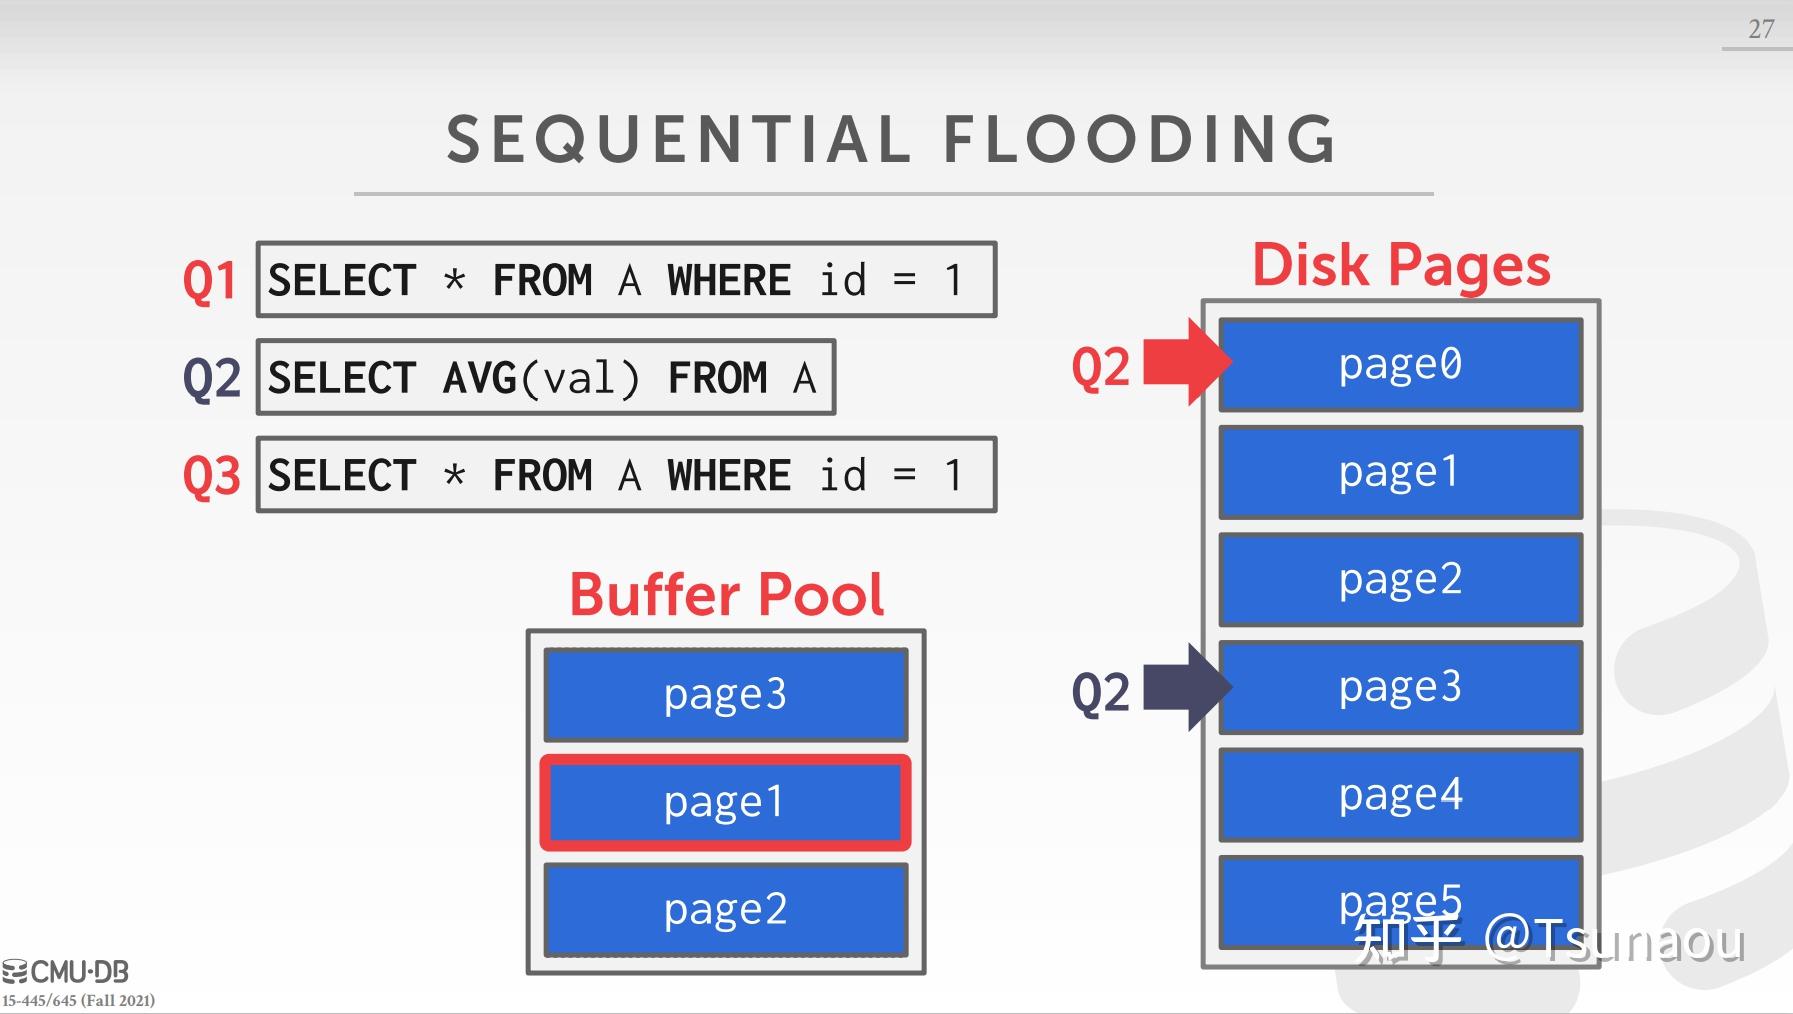 27
SEQUENTIAL FLOODING
Q1 SELECT * FROM A WHERE id = 1
Q2 SELECT AVG(val) FROM A
Q3 SELECT * FROM A WHERE id = 1
Buffer Pool
page3
page1
page2
Disk Pages
Q2 page0
page1
page2
Q2 page3
page4
page5
知乎 @Tsunaou
CMU·DB
15-445/645 (Fall 2021)